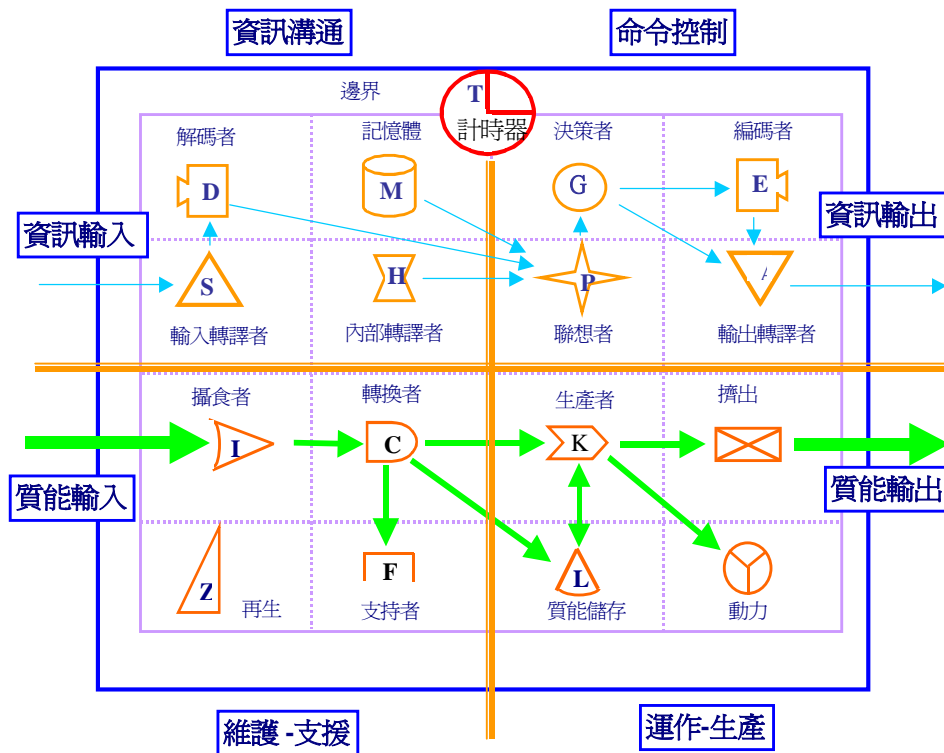 資訊溝通
命令控制
邊界
T
計時器
解碼者
記憶體
決策者
編碼者
D
M
G
E
資訊輸入
資訊輸出
S
H
P
A
輸入轉譯者
內部轉譯者
聯想者
輸出轉譯者
攝食者
轉換者
生產者
擠出
I
C
K
質能輸入
質能輸出
Z
F
L
再生
支持者
質能儲存
動力
維護-支援
運作-生產